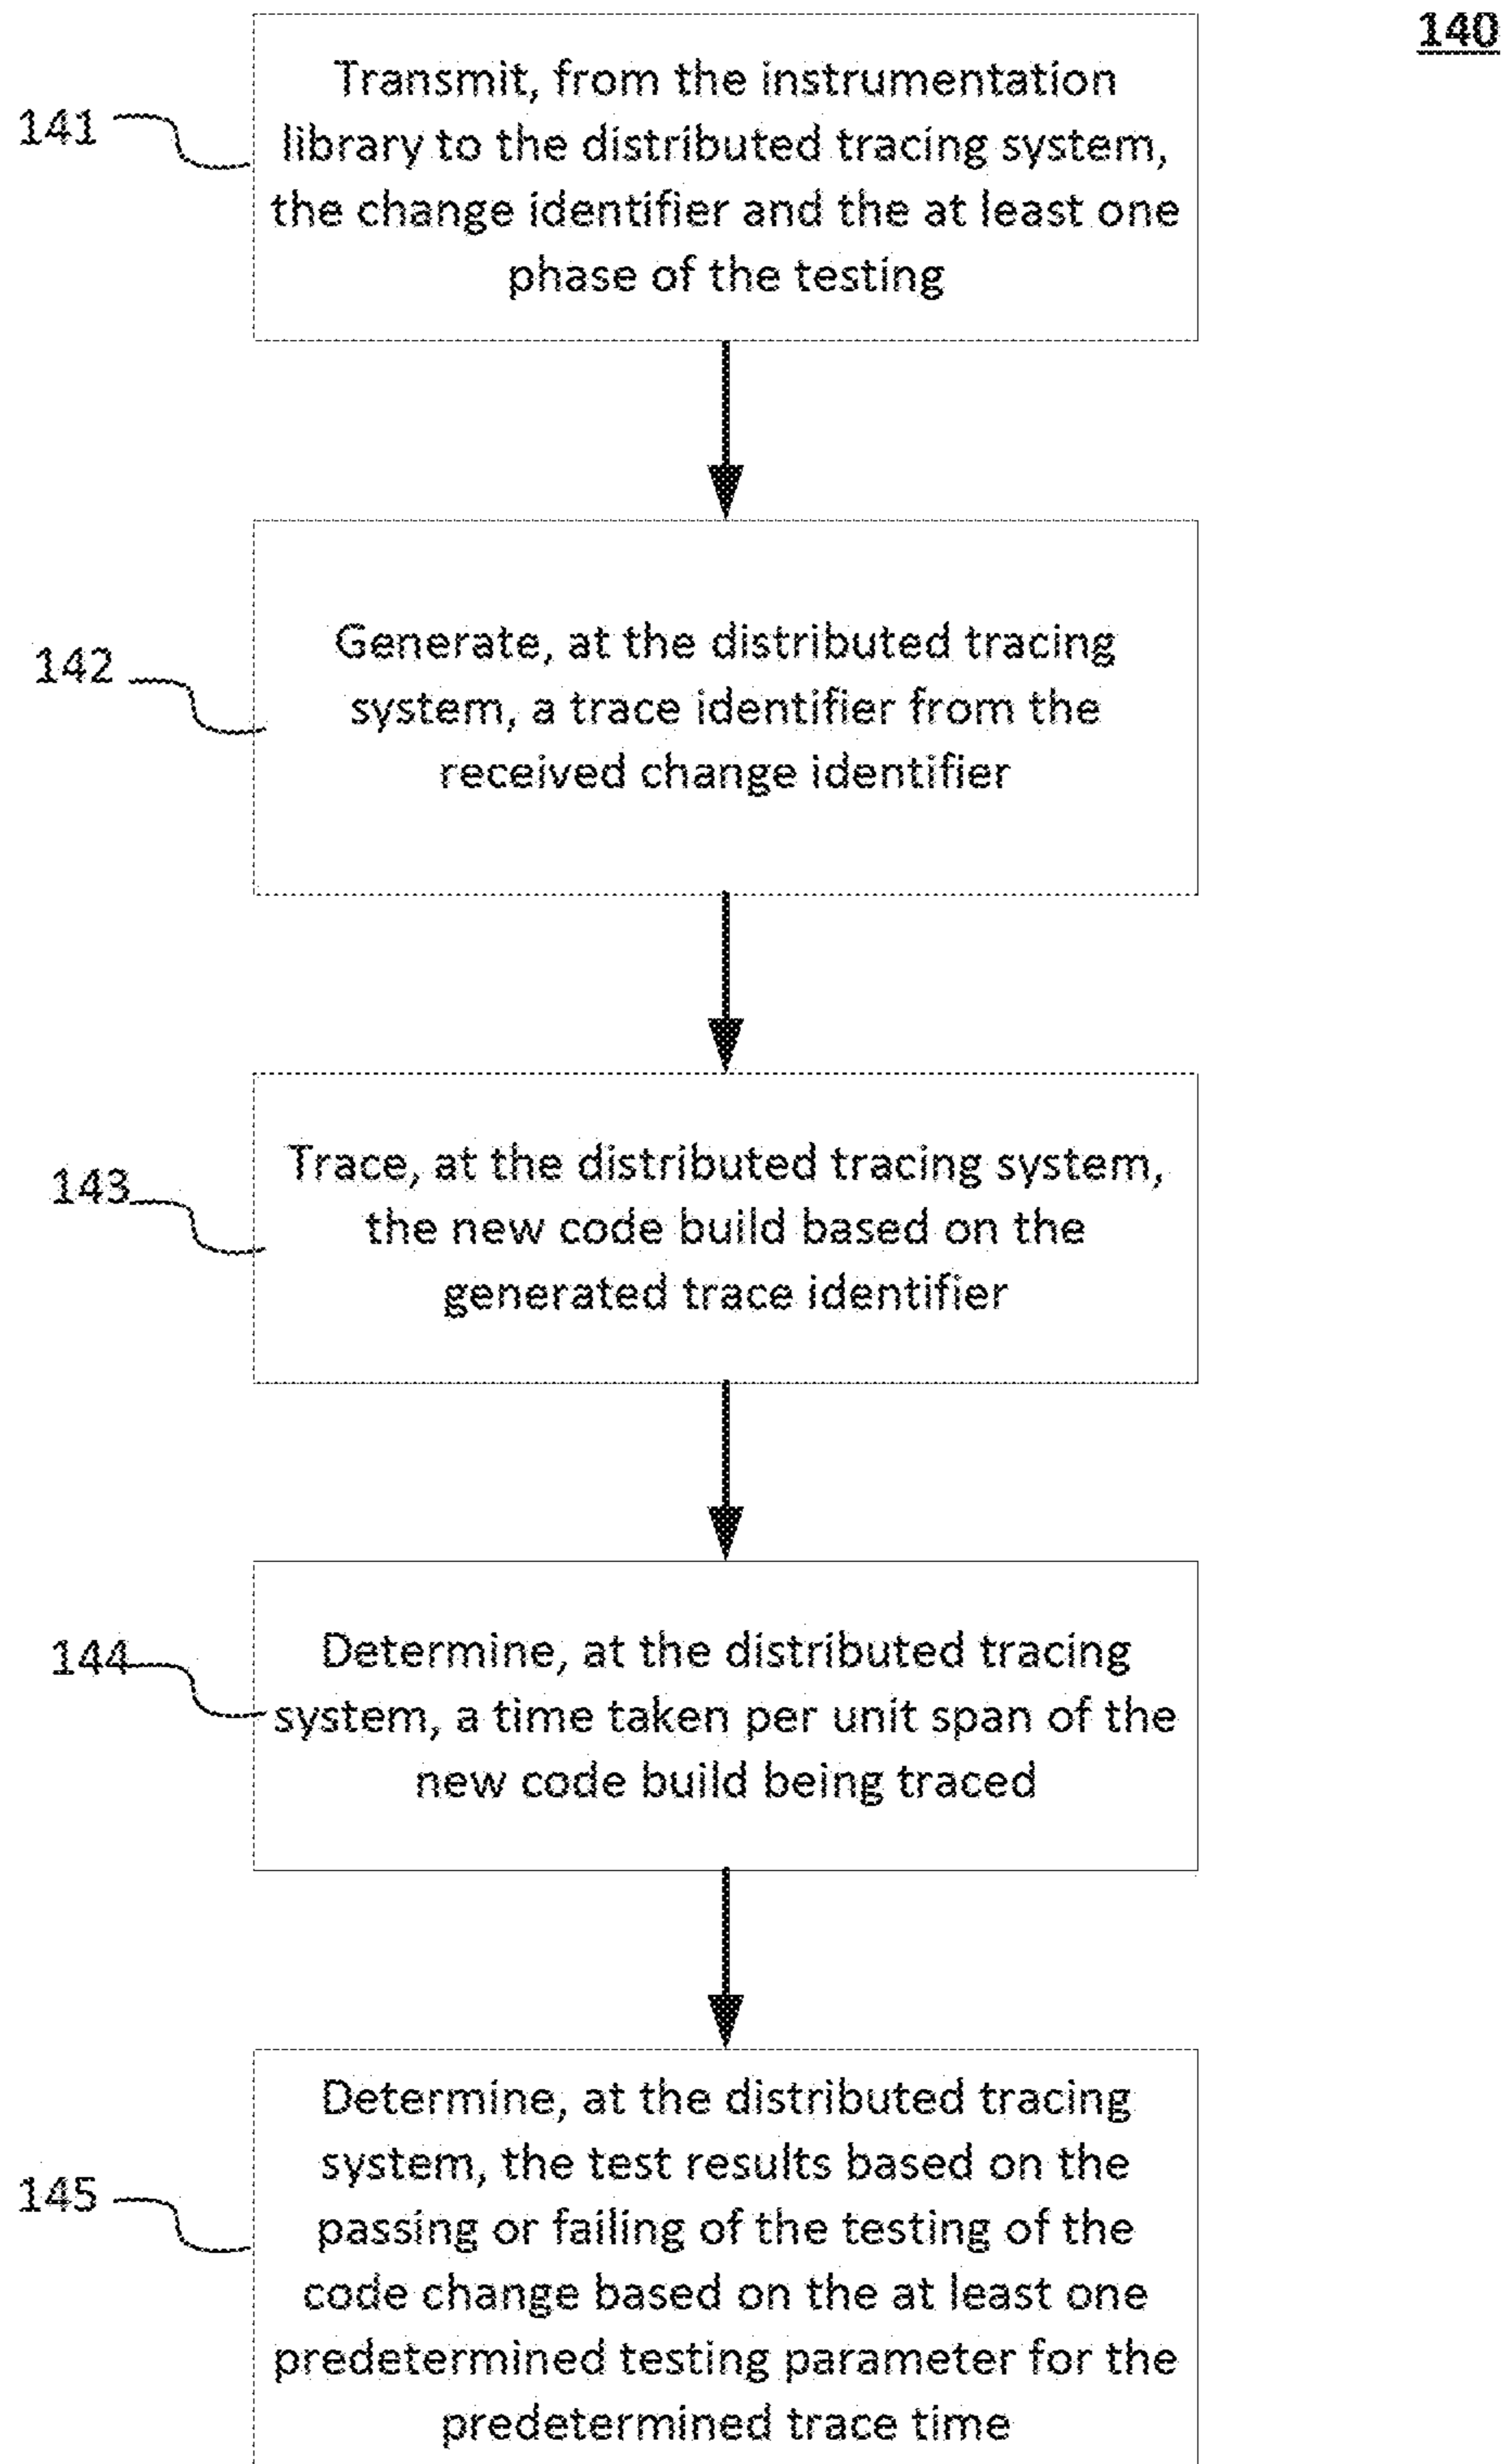 140
141
Transmit, from the instrumentation
library to the distributed tracing system,
the change identifier and the at least one
phase of the testing
142
Generate, at the distributed tracing
system, a trace identifier from the
received change identifier
143
Trace, at the distributed tracing system,
the new code build based on the
generated trace identifier
144
Determine, at the distributed tracing
system, a time taken per unit span of the
new code build being traced
145
Determine, at the distributed tracing
system, the test results based on the
passing or failing of the testing of the
code change based on the at least one
predetermined testing parameter for the
predetermined trace time